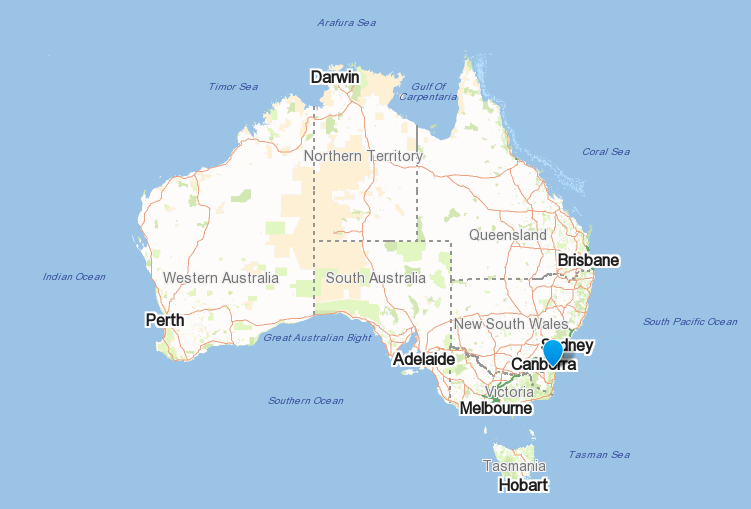 Arafura Sea
Darwin
Timor Sea
Gulf Of
Carpentaria
Coral Sea
Northern Territory
Queensland
Brisbane
Indian Ocean
Western Australia
South Australia
Perth
New South Wales
South Pacific Ocean
Great Australian Bight
Sydney
Adelaide
Canberra
Victoria
Southern Ocean
Melbourne
Tasman Sea
Tasmania
Hobart